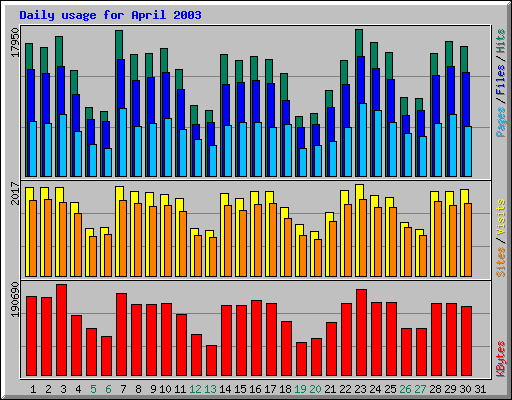 Daily usage for April 2003
17950
Pages / Files / Hits
2017
Sites / Visits
190690
KBytes
1 2 3 4 5 6 7 8 9 10 11 12 13 14 15 16 17 18 19 20 21 22 23 24 25 26 27 28 29 30 31